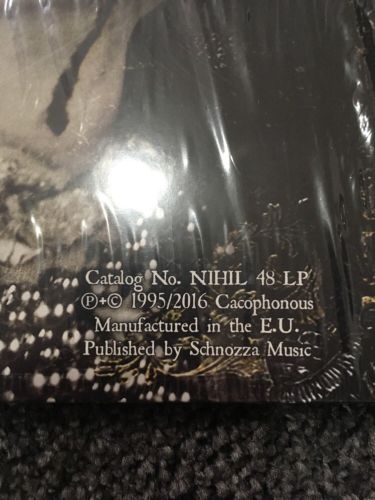 Catalog No. NIHIL 48 LP
℗+© 1995/2016 Cacophonous
Manufactured in the E.U.
Published by Schnozza Music